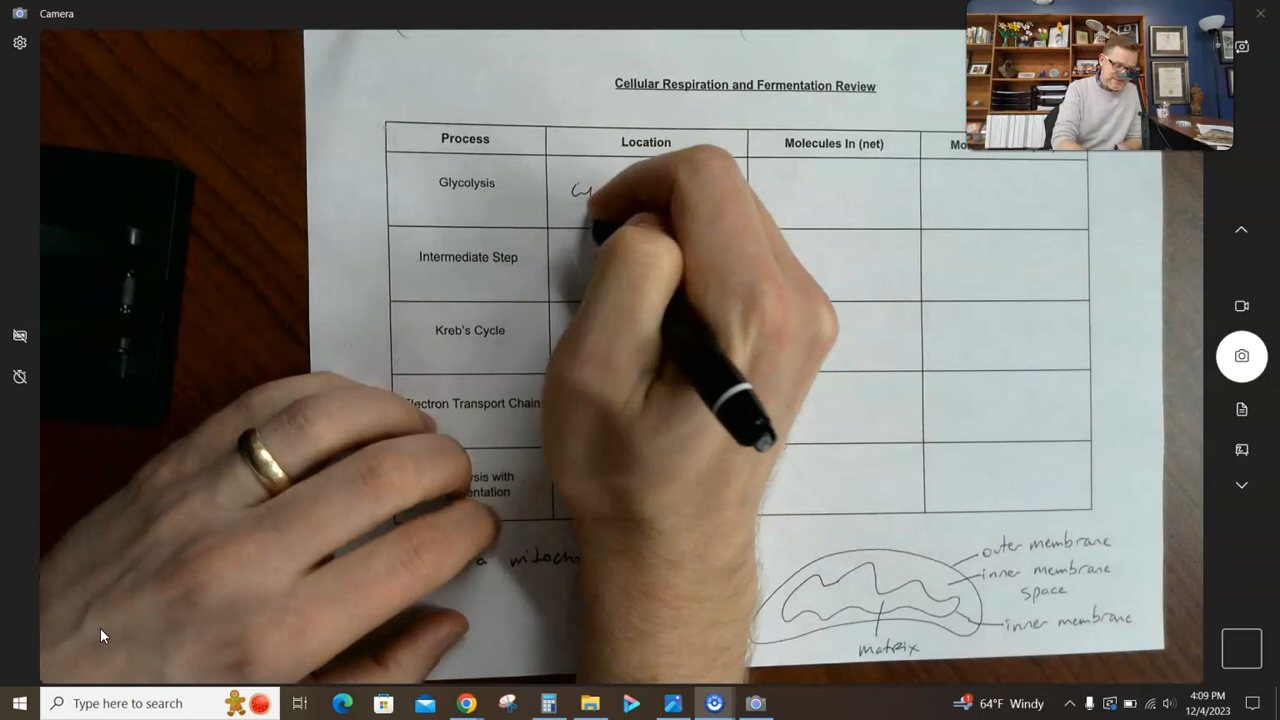 Camera
Cellular Respiration and Fermentation Review
Process
Location
Molecules In (net)
Glycolysis
Intermediate Step
Kreb's Cycle
Electron Transport Chain
a mitoch
outer membrane
inner membrane
space
inner membrane
matrix
Type here to search
64°F Windy
4:09 PM
12/4/2023